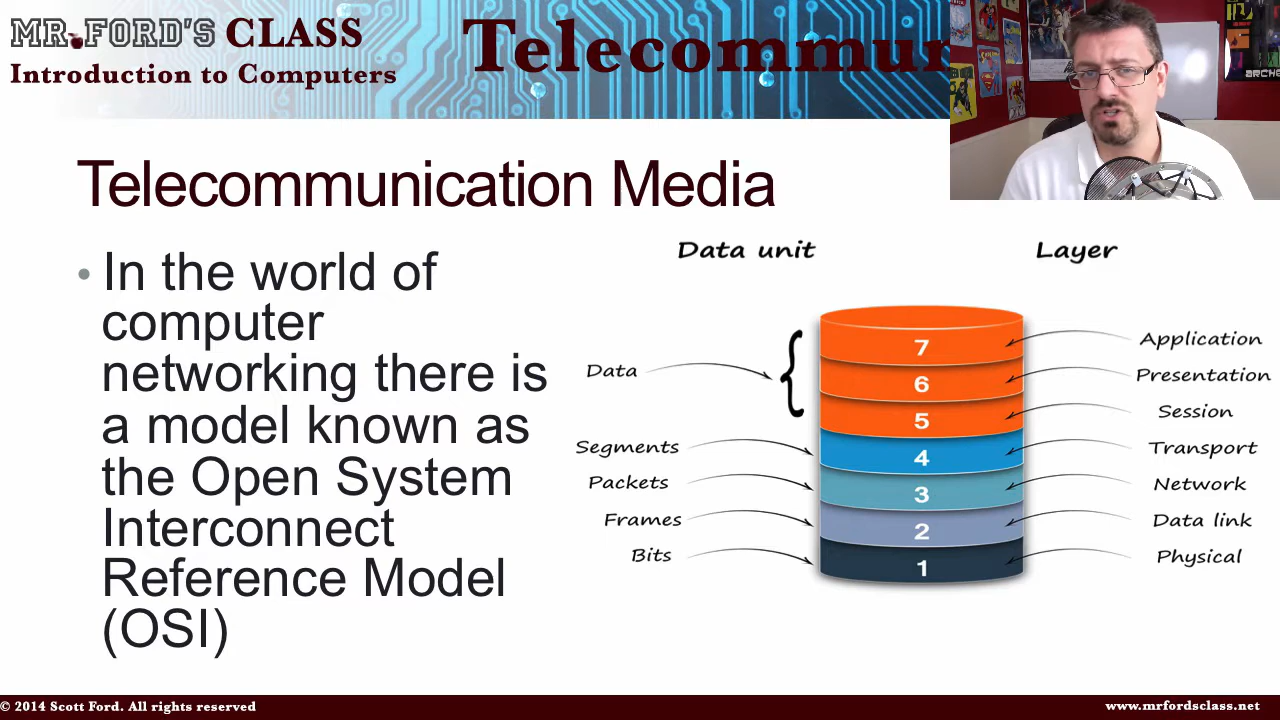 MR.FORD'S CLASS
Introduction to Computers
Telecommun
ARCHE
Telecommunication Media
• In the world of
computer
networking there is
a model known as
the Open System
Interconnect
Reference Model
(OSI)
Data unit
Layer
7
Application
6
Presentation
Data
5
Session
Segments
4
Transport
Packets
3
Network
Frames
2
Data link
Bits
1
Physical
© 2014 Scott Ford. All rights reserved
www.mrfordsclass.net